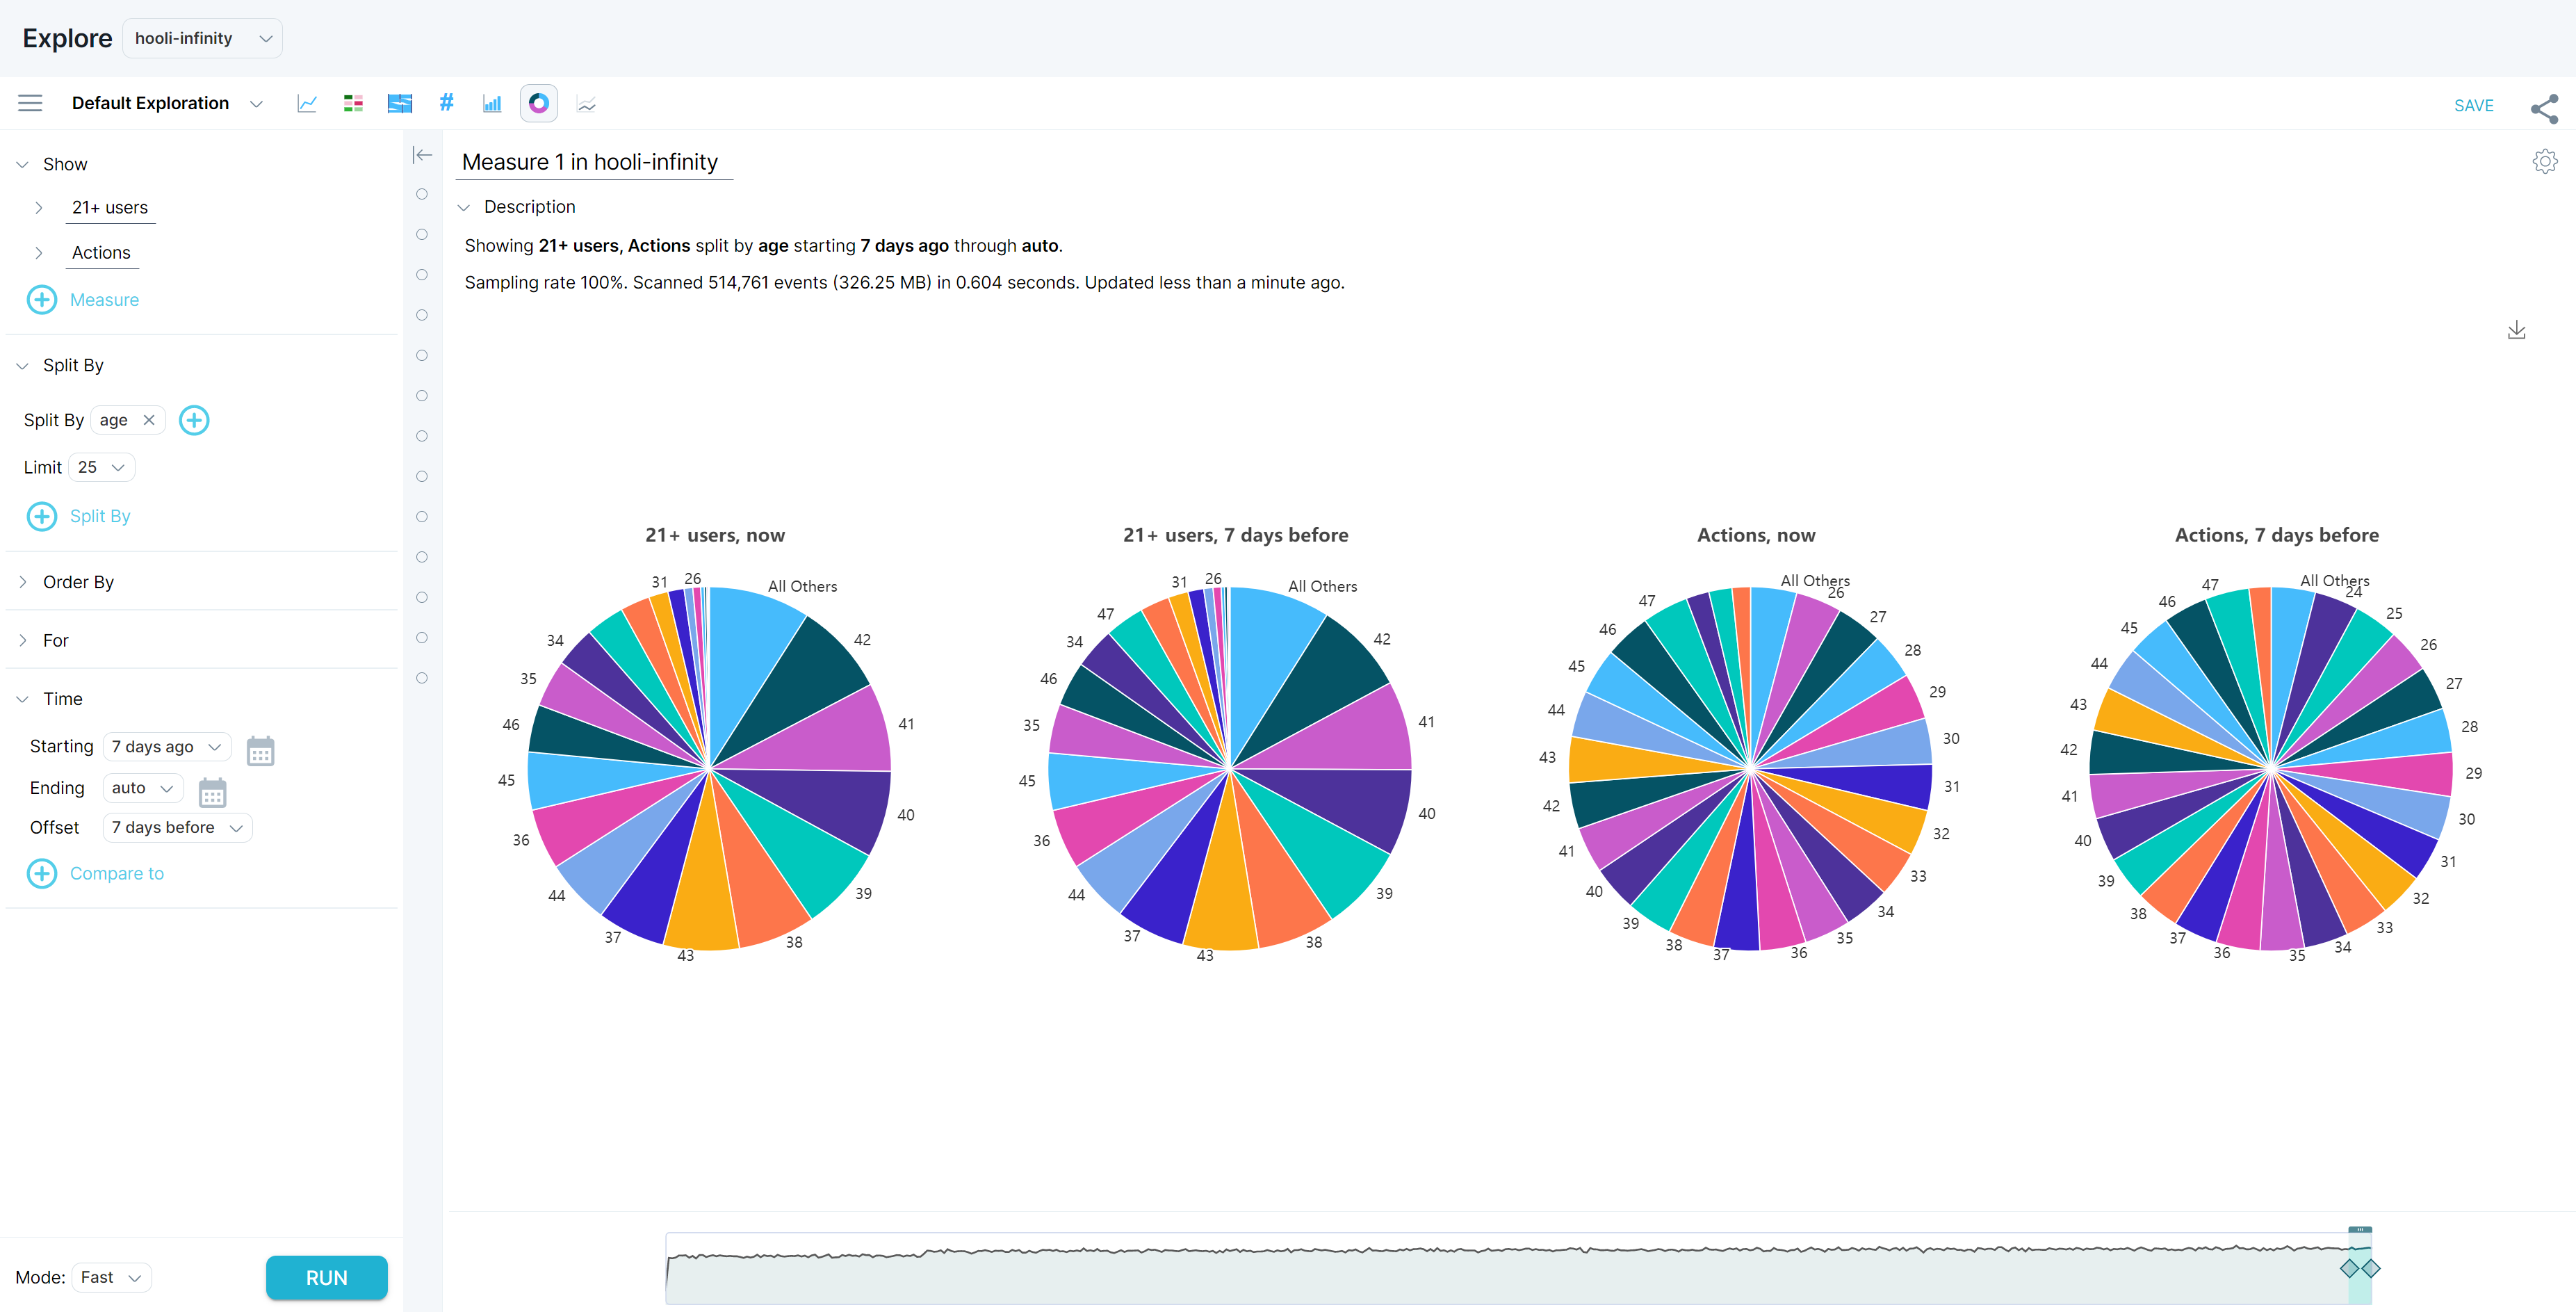 Explore hooli-infinity
Default Exploration # SAVE
Show
21+ users
Actions
Measure
Split By
Split By age
Limit 25
Split By
Order By
For
Time
Starting 7 days ago
Ending auto
Offset 7 days before
Compare to
Mode: Fast RUN
Measure 1 in hooli-infinity
Description
Showing 21+ users, Actions split by age starting 7 days ago through auto.
Sampling rate 100%. Scanned 514,761 events (326.25 MB) in 0.604 seconds. Updated less than a minute ago.
21+ users, now
All Others
42
41
40
39
38
43
37
44
36
45
46
35
34
31
26
21+ users, 7 days before
All Others
42
41
40
39
38
43
37
44
36
45
35
46
34
47
31
26
Actions, now
All Others
26
27
28
29
30
31
32
33
34
35
36
37
38
39
40
41
42
43
44
45
46
47
Actions, 7 days before
All Others
24
25
26
27
28
29
30
31
32
33
34
35
36
37
38
39
40
41
42
43
44
45
46
47